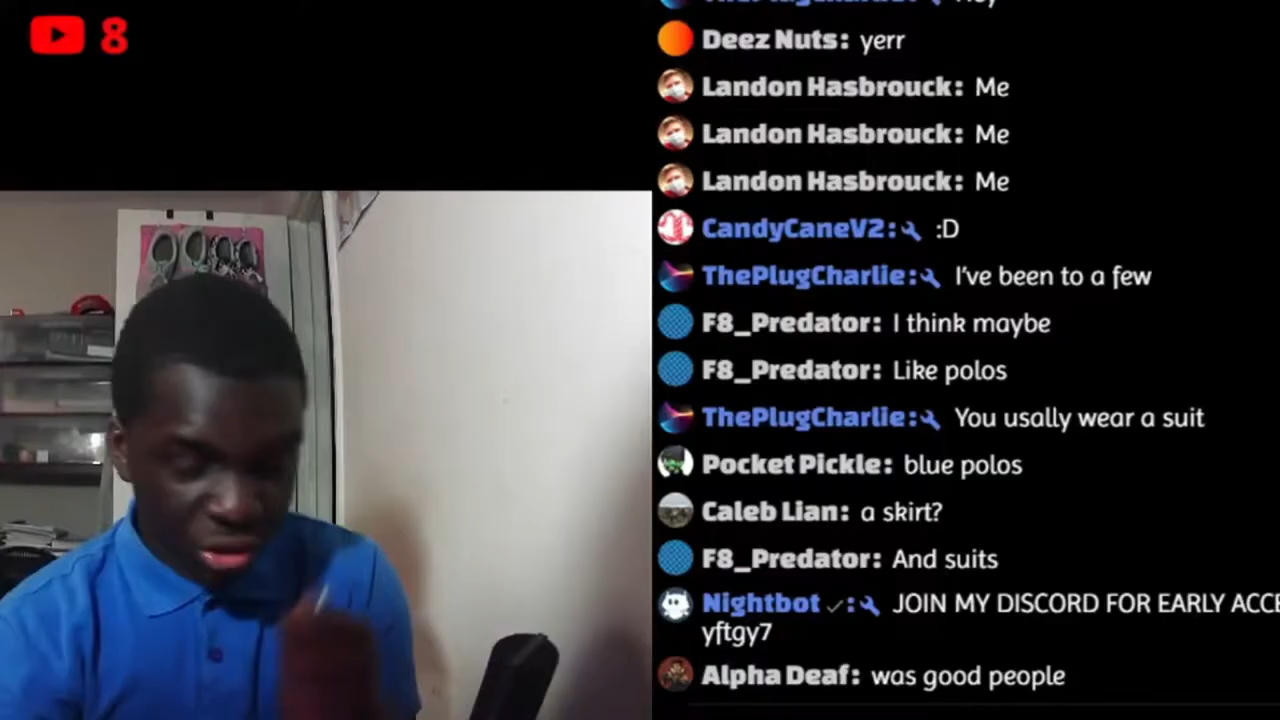 8
Deez Nuts: yerr
Landon Hasbrouck: Me
Landon Hasbrouck: Me
Landon Hasbrouck: Me
CandyCaneV2: :D
ThePlugCharlie: I've been to a few
F8_Predator: I think maybe
F8_Predator: Like polos
ThePlugCharlie: You usally wear a suit
Pocket Pickle: blue polos
Caleb Lian: a skirt?
F8_Predator: And suits
Nightbot: JOIN MY DISCORD FOR EARLY ACCE
yftgy7
Alpha Deaf: was good people